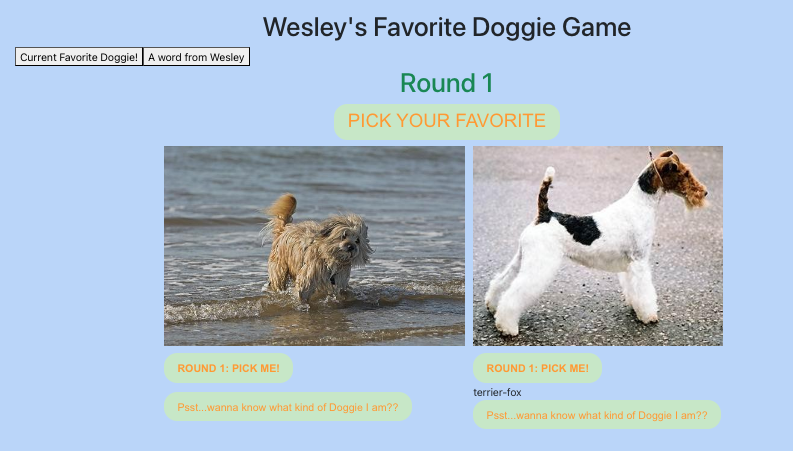 Wesley's Favorite Doggie Game
Current Favorite Doggie! A word from Wesley
Round 1
PICK YOUR FAVORITE
ROUND 1: PICK ME! ROUND 1: PICK ME!
terrier-fox
Psst...wanna know what kind of Doggie I am?? Psst...wanna know what kind of Doggie I am??